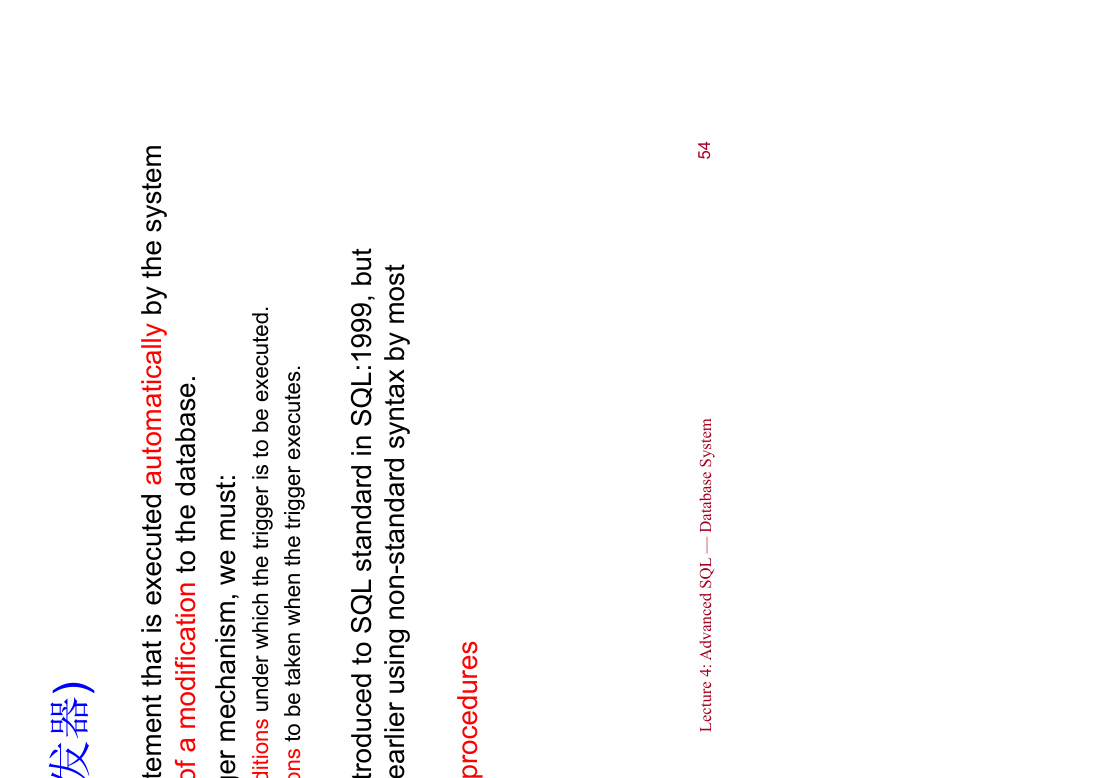 发器)
tement that is executed automatically by the system
of a modification to the database.
ger mechanism, we must:
ditions under which the trigger is to be executed.
ons to be taken when the trigger executes.
troduced to SQL standard in SQL:1999, but
earlier using non-standard syntax by most
procedures
Lecture 4: Advanced SQL — Database System 54